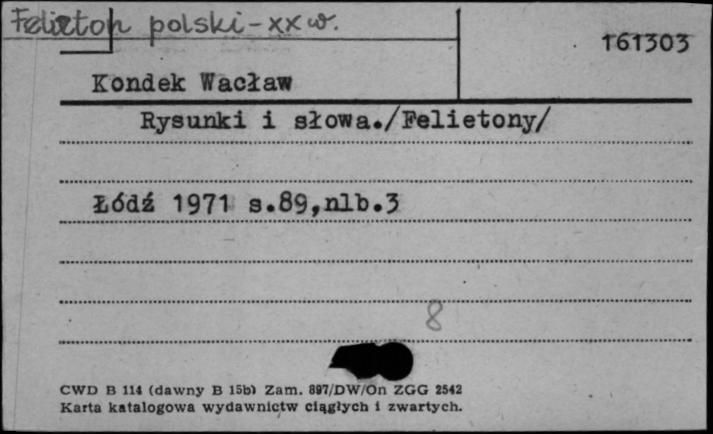 Felieton polski - XX w.
161303
Kondek Wacław
Rysunki i słowa./Felietony/
Łódź 1971 s.89,nlb.3
8
CWD B 114 (dawny B 15b) Zam. 897/DW/On ZGG 2542
Karta katalogowa wydawnictw ciągłych i zwartych.